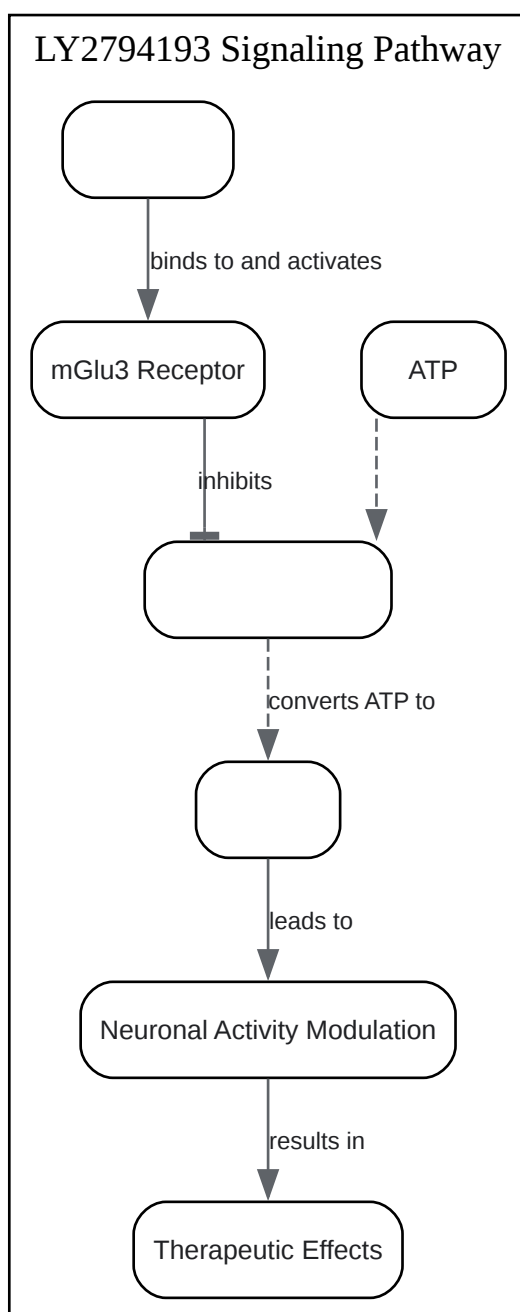 LY2794193 Signaling Pathway
binds to and activates
mGlu3 Receptor
ATP
inhibits
converts ATP to
leads to
Neuronal Activity Modulation
results in
Therapeutic Effects